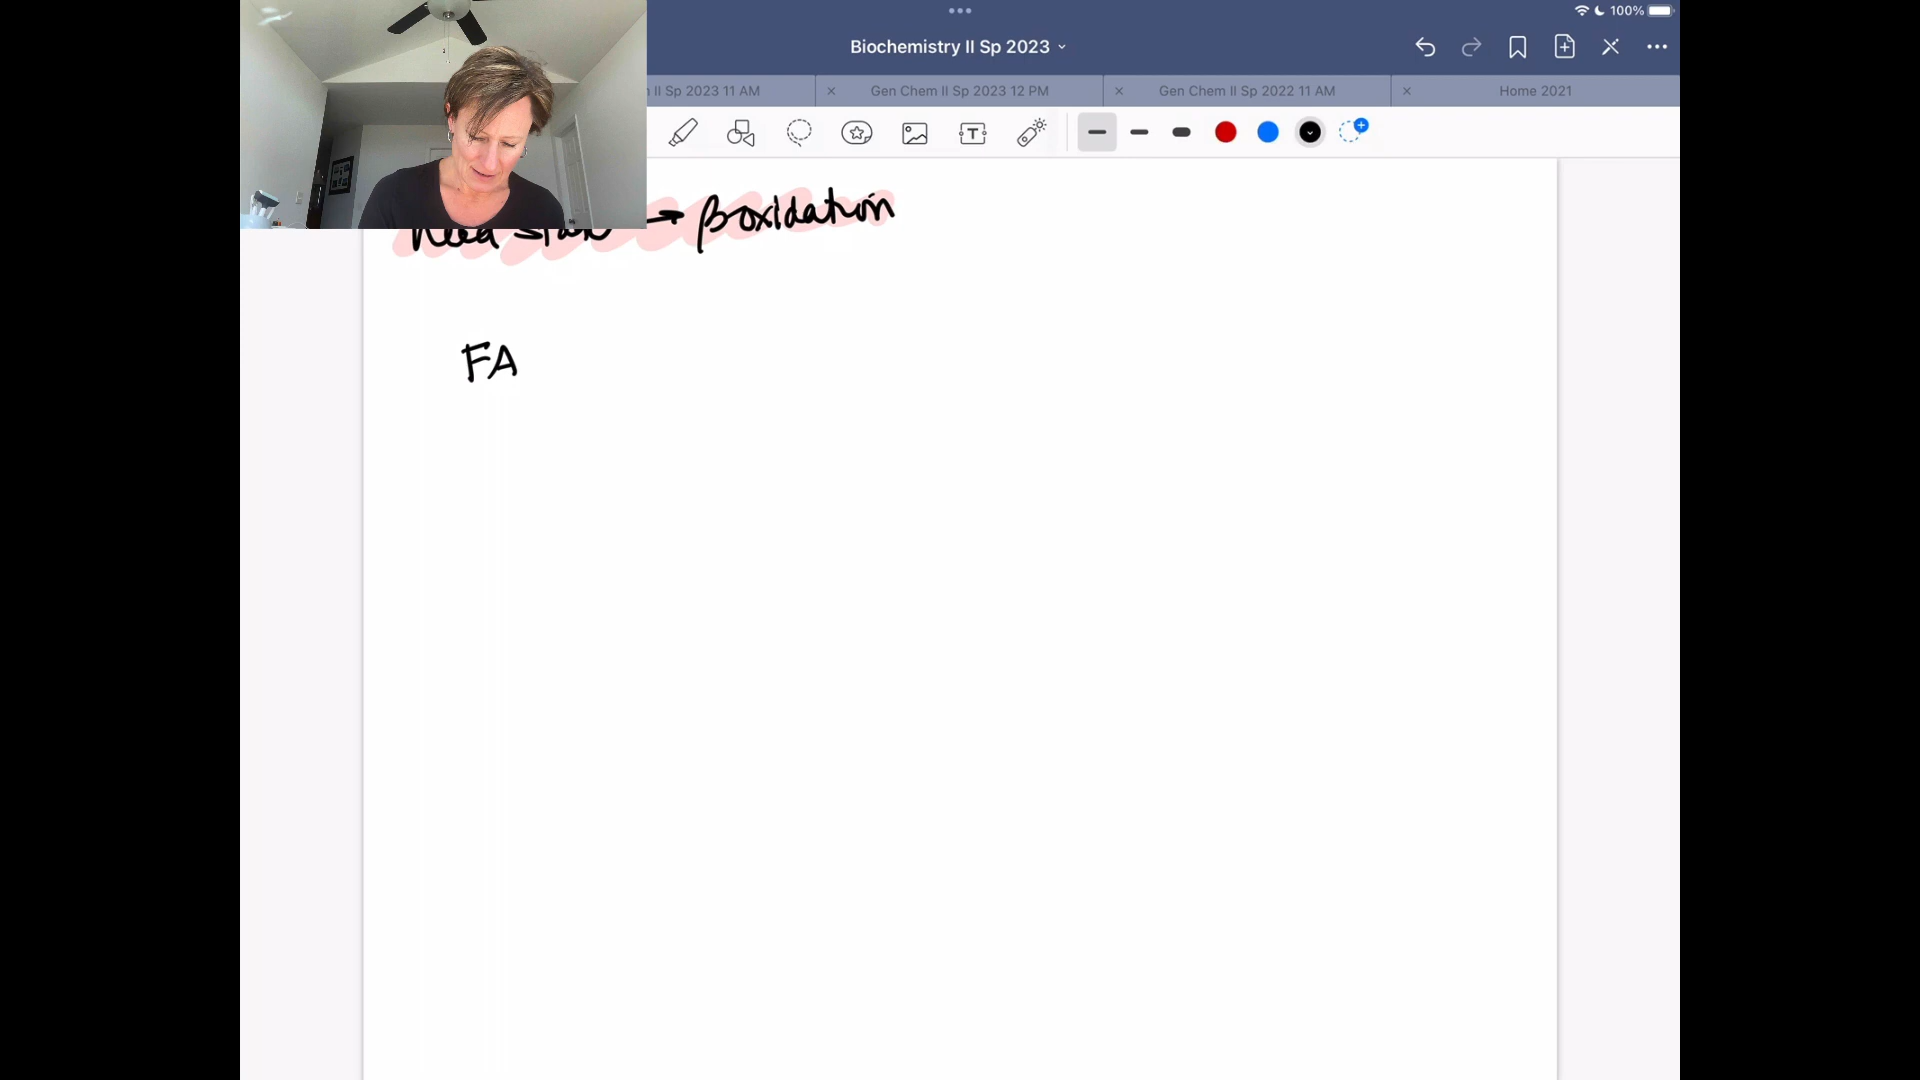 100%
Biochemistry II Sp 2023
II Sp 2023 11 AM
Gen Chem II Sp 2023 12 PM
Gen Chem II Sp 2022 11 AM
Home 2021
T
→ β oxidation
FA